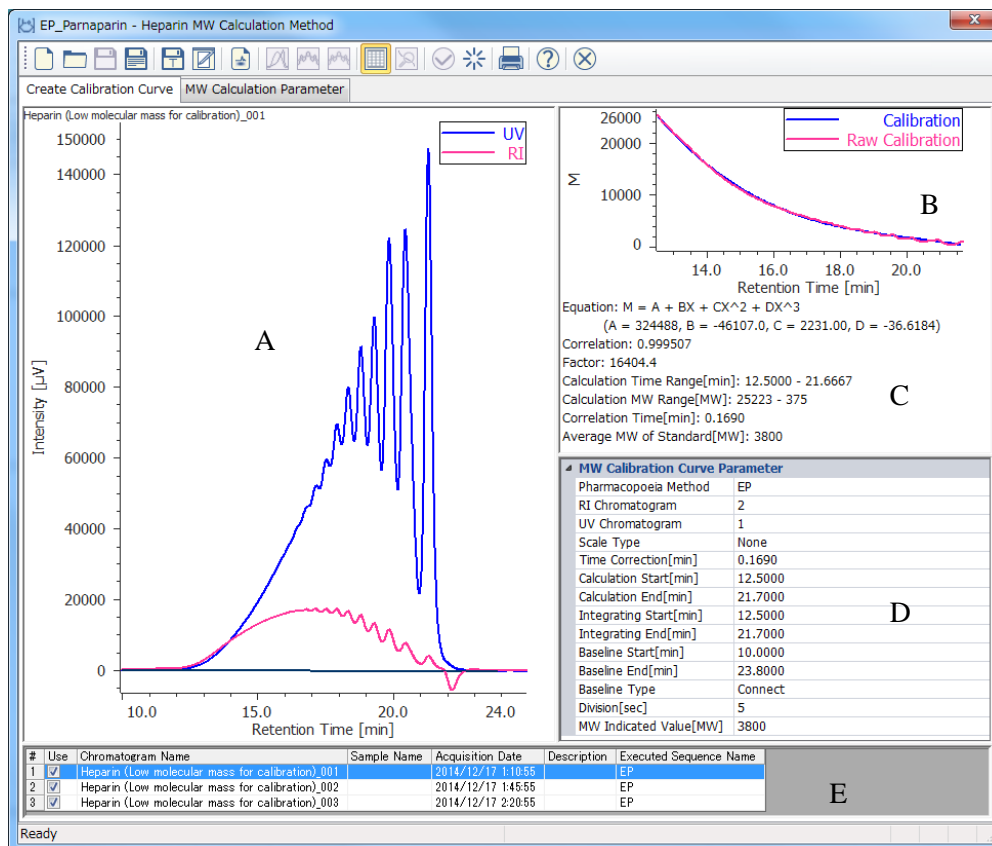 EP_Parnaparin - Heparin MW Calculation Method
Create Calibration Curve MW Calculation Parameter
Heparin (Low molecular mass for calibration)_001
UV
RI
150000
140000
120000
100000
80000
60000
40000
20000
0
Intensity [µV]
10.0 15.0 20.0 24.0
Retention Time [min]
A
Calibration
Raw Calibration
26000
20000
10000
0
M
14.0 16.0 18.0 20.0
Retention Time [min]
B
Equation: M = A + BX + CX^2 + DX^3
(A = 324488, B = -46107.0, C = 2231.00, D = -36.6184)
Correlation: 0.999507
Factor: 16404.4
Calculation Time Range[min]: 12.5000 - 21.6667
Calculation MW Range[MW]: 25223 - 375
Correlation Time[min]: 0.1690
Average MW of Standard[MW]: 3800
C
MW Calibration Curve Parameter
Pharmacopoeia Method EP
RI Chromatogram 2
UV Chromatogram 1
Scale Type None
Time Correction[min] 0.1690
Calculation Start[min] 12.5000
Calculation End[min] 21.7000
Integrating Start[min] 12.5000
Integrating End[min] 21.7000
Baseline Start[min] 10.0000
Baseline End[min] 23.8000
Baseline Type Connect
Division[sec] 5
MW Indicated Value[MW] 3800
D
# Use Chromatogram Name Sample Name Acquisition Date Description Executed Sequence Name
1 Heparin (Low molecular mass for calibration)_001 2014/12/17 1:10:55 EP
2 Heparin (Low molecular mass for calibration)_002 2014/12/17 1:45:55 EP
3 Heparin (Low molecular mass for calibration)_003 2014/12/17 2:20:55 EP
E
Ready